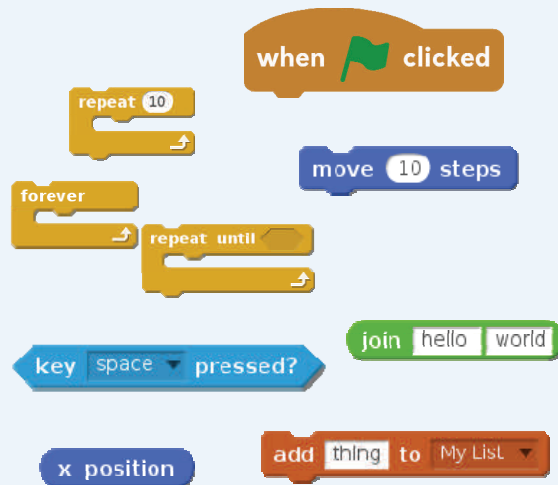 when clicked
repeat 10
move 10 steps
forever
repeat until
key space pressed?
join hello world
x position
add thing to My List